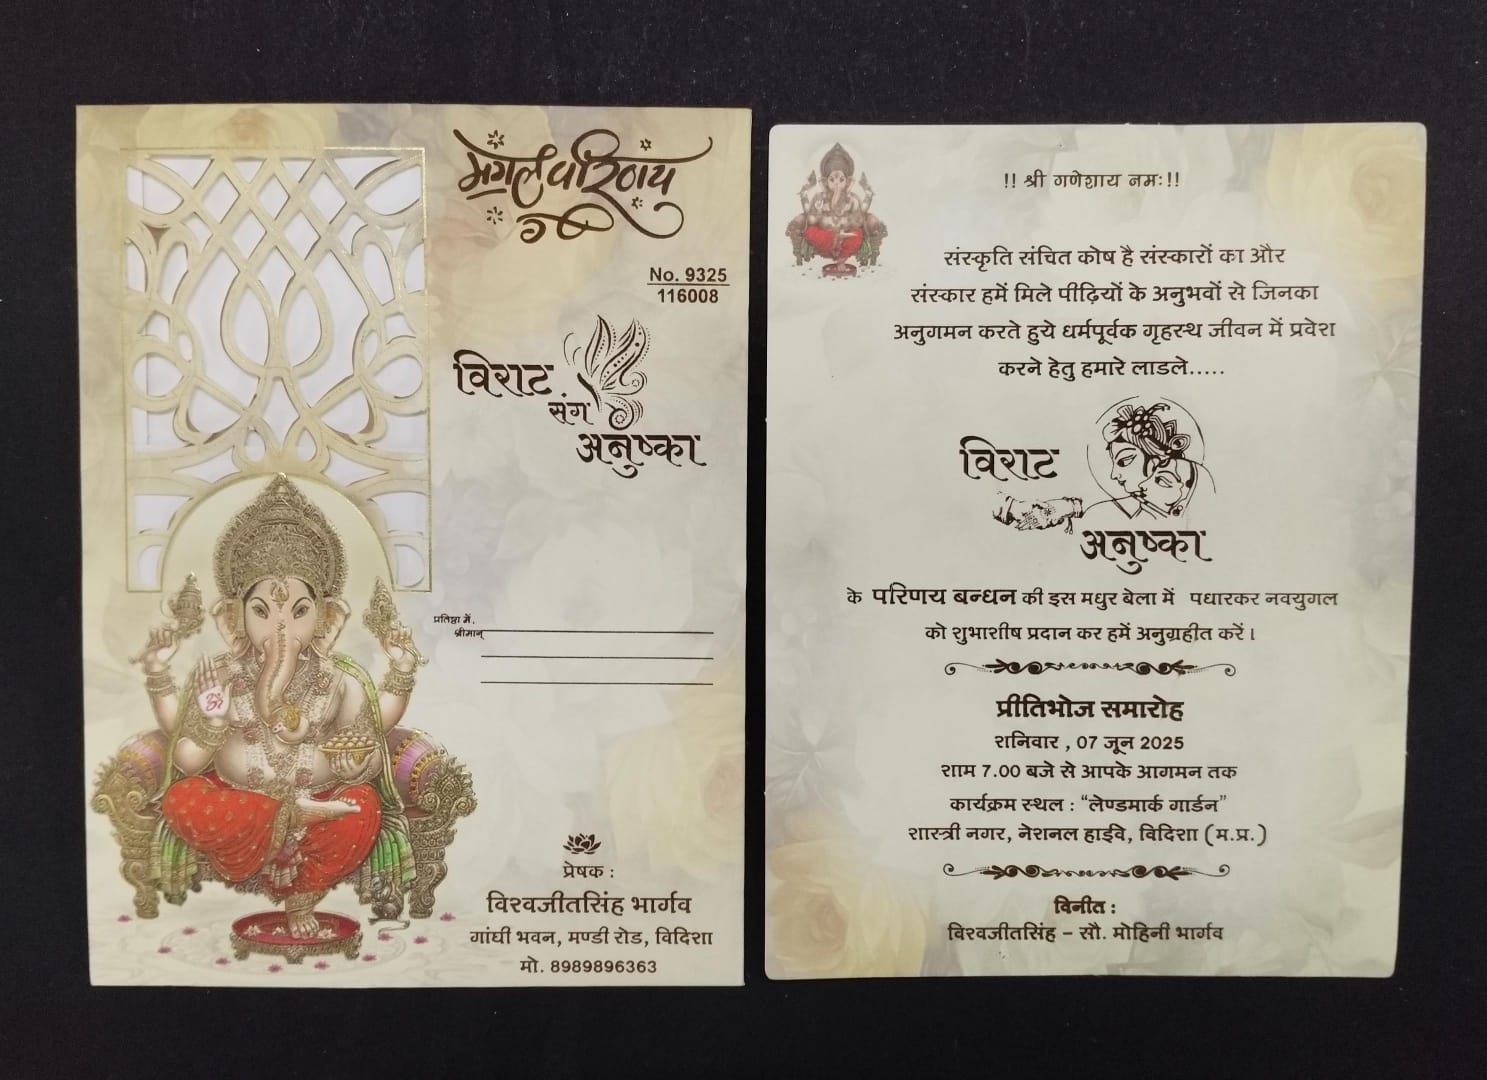 मंगल परिणय
No. 9325
116008
विराट
संग
अनुष्का
प्रतिष्ठा में,
श्रीमान्
प्रेषक :
विश्वजीतसिंह भार्गव
गांधी भवन, मण्डी रोड, विदिशा
मो. 8989896363
!! श्री गणेशाय नमः!!
संस्कृति संचित कोष है संस्कारों का और
संस्कार हमें मिले पीढ़ियों के अनुभवों से जिनका
अनुगमन करते हुये धर्मपूर्वक गृहस्थ जीवन में प्रवेश
करने हेतु हमारे लाडले.....
विराट
अनुष्का
के परिणय बन्धन की इस मधुर बेला में पधारकर नवयुगल
को शुभाशीष प्रदान कर हमें अनुग्रहीत करें।
प्रीतिभोज समारोह
शनिवार , 07 जून 2025
शाम 7.00 बजे से आपके आगमन तक
कार्यक्रम स्थल : “लेण्डमार्क गार्डन”
शास्त्री नगर, नेशनल हाईवे, विदिशा (म.प्र.)
विनीत :
विश्वजीतसिंह – सौ. मोहिनी भार्गव